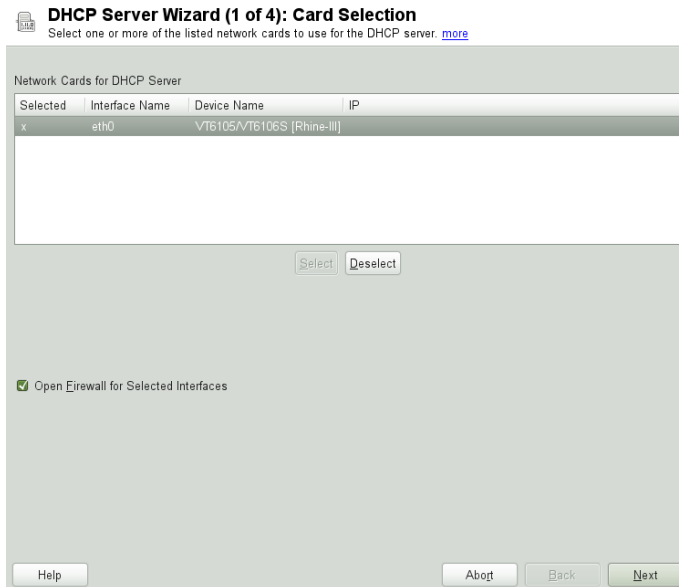 DHCP Server Wizard (1 of 4): Card Selection
Select one or more of the listed network cards to use for the DHCP server. more
Network Cards for DHCP Server
Selected Interface Name Device Name IP
x eth0 VT6105/VT6106S [Rhine-III]
Select Deselect
Open Firewall for Selected Interfaces
Help Abort Back Next